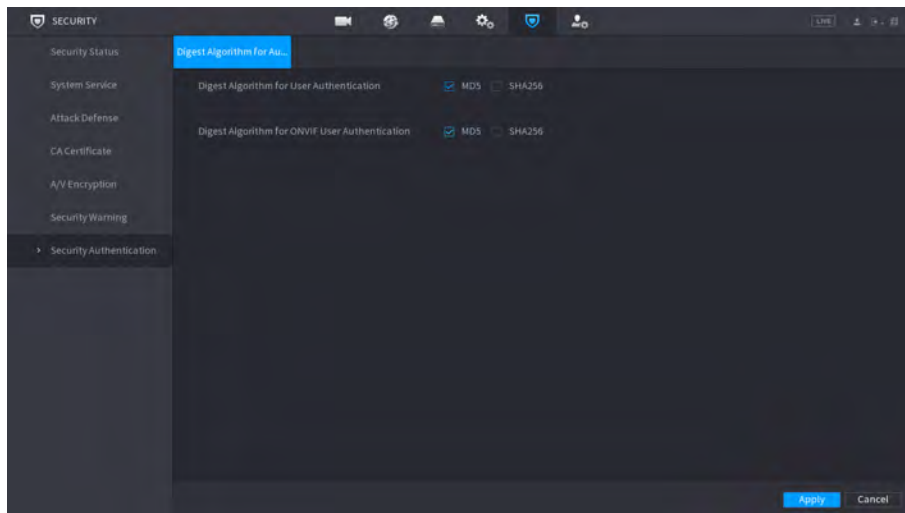 SECURITY
LIVE
Security Status
Digest Algorithm for Au...
System Service
Digest Algorithm for User Authentication MD5 SHA256
Attack Defense
Digest Algorithm for ONVIF User Authentication MD5 SHA256
CA Certificate
A/V Encryption
Security Warning
Security Authentication
Apply Cancel